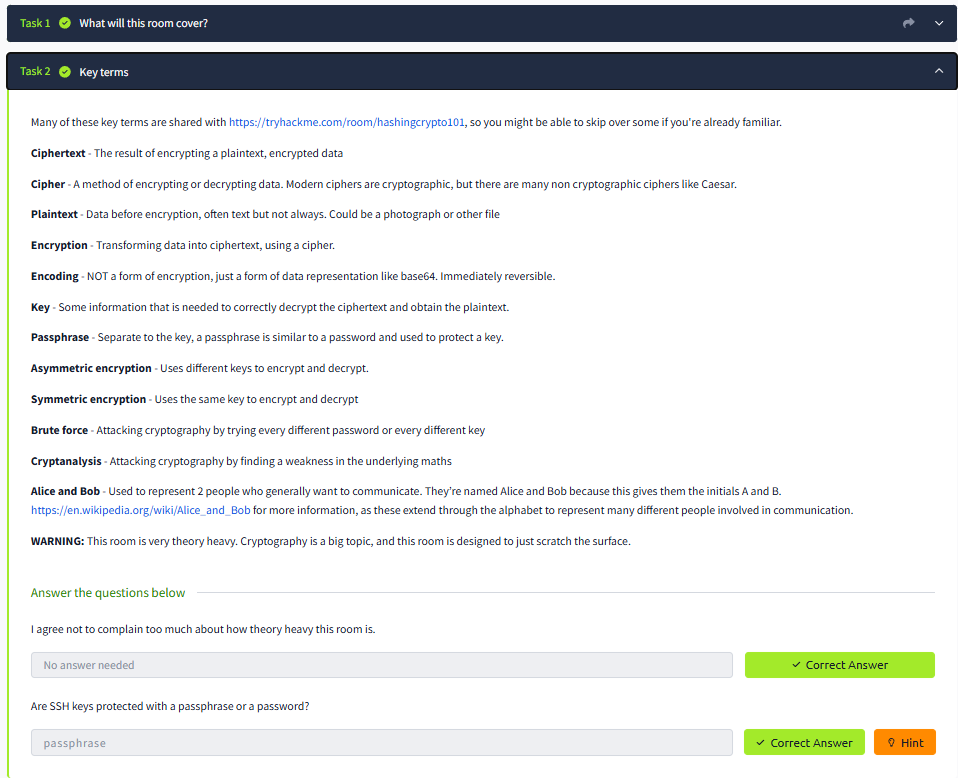 Task 1 What will this room cover?
Task 2 Key terms
Many of these key terms are shared with https://tryhackme.com/room/hashingcrypto101, so you might be able to skip over some if you're already familiar.
Ciphertext - The result of encrypting a plaintext, encrypted data
Cipher - A method of encrypting or decrypting data. Modern ciphers are cryptographic, but there are many non cryptographic ciphers like Caesar.
Plaintext - Data before encryption, often text but not always. Could be a photograph or other file
Encryption - Transforming data into ciphertext, using a cipher.
Encoding - NOT a form of encryption, just a form of data representation like base64. Immediately reversible.
Key - Some information that is needed to correctly decrypt the ciphertext and obtain the plaintext.
Passphrase - Separate to the key, a passphrase is similar to a password and used to protect a key.
Asymmetric encryption - Uses different keys to encrypt and decrypt.
Symmetric encryption - Uses the same key to encrypt and decrypt
Brute force - Attacking cryptography by trying every different password or every different key
Cryptanalysis - Attacking cryptography by finding a weakness in the underlying maths
Alice and Bob - Used to represent 2 people who generally want to communicate. They're named Alice and Bob because this gives them the initials A and B.
https://en.wikipedia.org/wiki/Alice_and_Bob for more information, as these extend through the alphabet to represent many different people involved in communication.
WARNING: This room is very theory heavy. Cryptography is a big topic, and this room is designed to just scratch the surface.
Answer the questions below
I agree not to complain too much about how theory heavy this room is.
No answer needed
Correct Answer
Are SSH keys protected with a passphrase or a password?
passphrase
Correct Answer
Hint